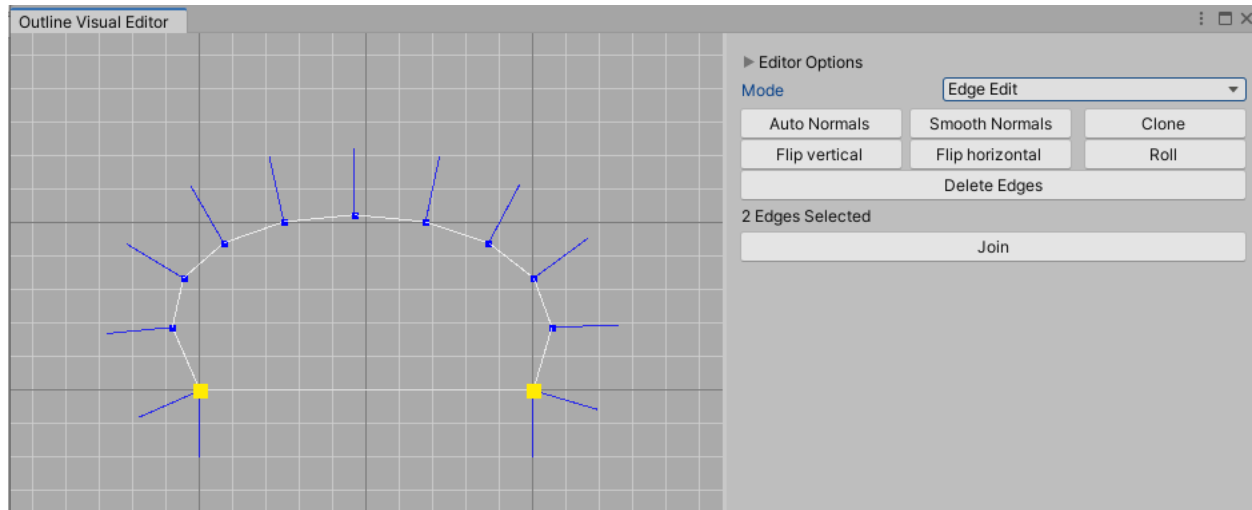 Outline Visual Editor
Editor Options
Mode Edge Edit
Auto Normals Smooth Normals Clone
Flip vertical Flip horizontal Roll
Delete Edges
2 Edges Selected
Join